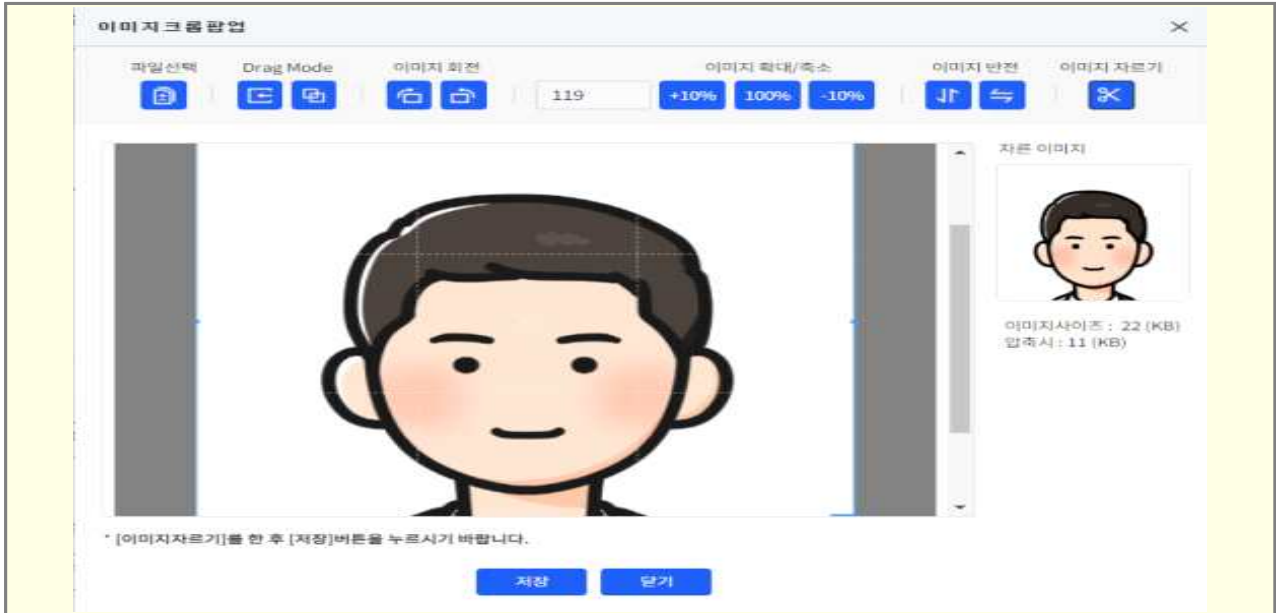 이미지크롭팝업
파일선택 Drag Mode 이미지 회전 이미지 확대/축소 이미지 반전 이미지 자르기
119 +10% 100% -10%
자른 이미지
이미지사이즈 : 22 (KB)
압축시 : 11 (KB)
* [이미지자르기]를 한 후 [저장]버튼을 누르시기 바랍니다.
저장 닫기